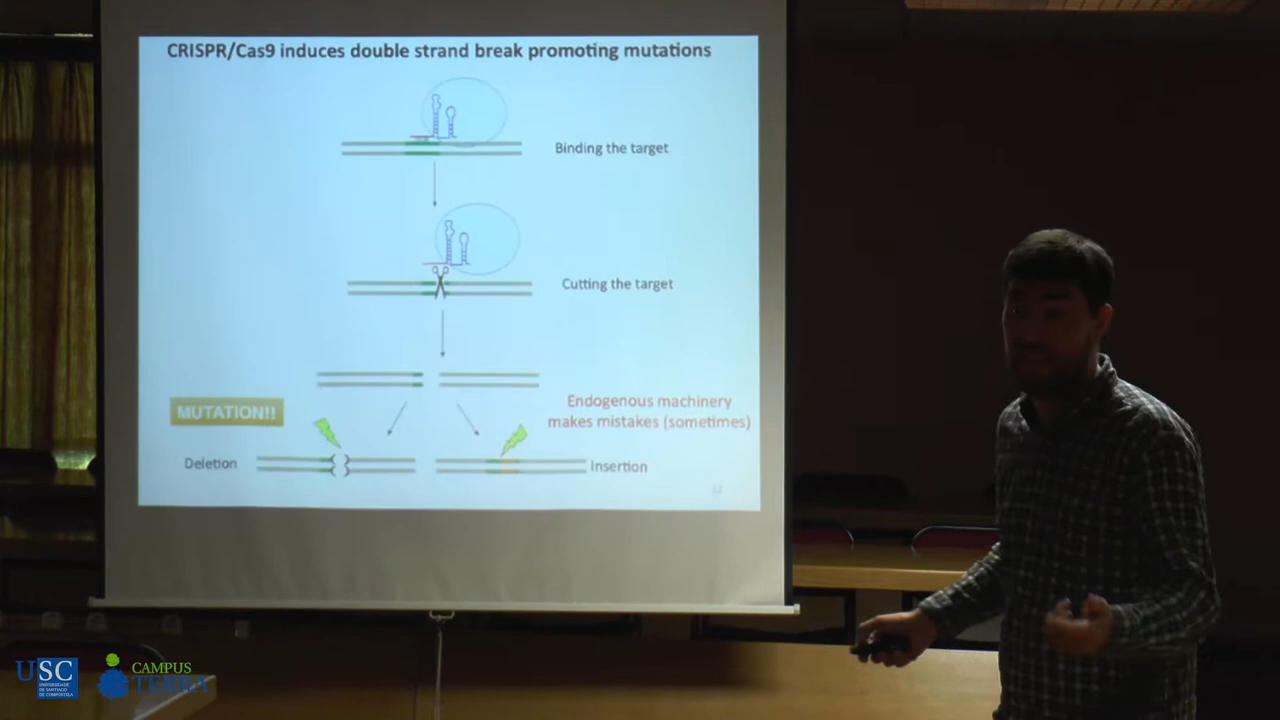 CRISPR/Cas9 induces double strand break promoting mutations
Binding the target
Cutting the target
MUTATION!!
Endogenous machinery
makes mistakes (sometimes)
Deletion
Insertion
12
USC
UNIVERSIDADE
DE SANTIAGO
DE COMPOSTELA
CAMPUS
TERRA